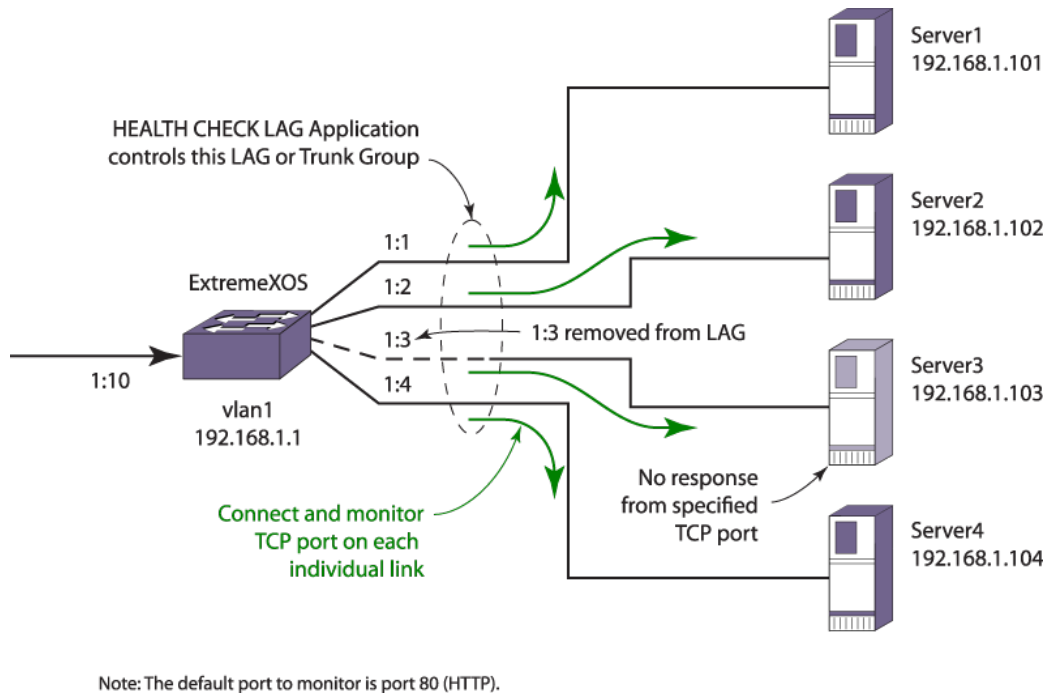 Server1
192.168.1.101
HEALTH CHECK LAG Application
controls this LAG or Trunk Group
Server2
192.168.1.102
1:1
ExtremeXOS
1:2
1:3
1:3 removed from LAG
1:10
1:4
Server3
192.168.1.103
vlan1
192.168.1.1
No response
from specified
TCP port
Connect and monitor
TCP port on each
individual link
Server4
192.168.1.104
Note: The default port to monitor is port 80 (HTTP).